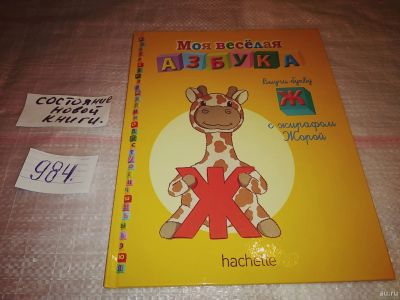 Моя весёлая
АЗБУКА
Выучи букву
Ж
с жирафом
Жорой
Ж
hachette
СОСТОЯНИЕ
НОВОЙ
КНИГИ.
984.
au.ru